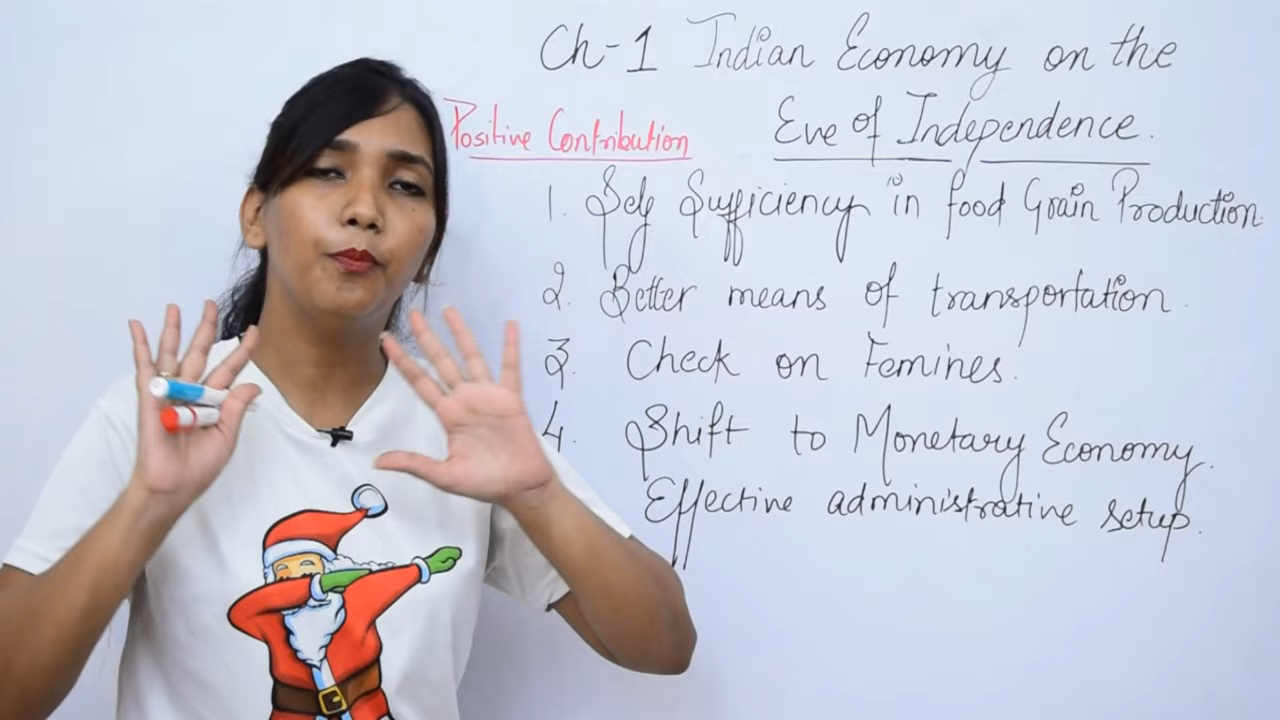 Ch-1 Indian Economy on the
Eve of Independence.
Positive Contribution
1. Self Sufficiency in food Grain Production
2. Better means of transportation.
3. Check on Femines.
4. Shift to Monetary Economy.
Effective administrative setup.